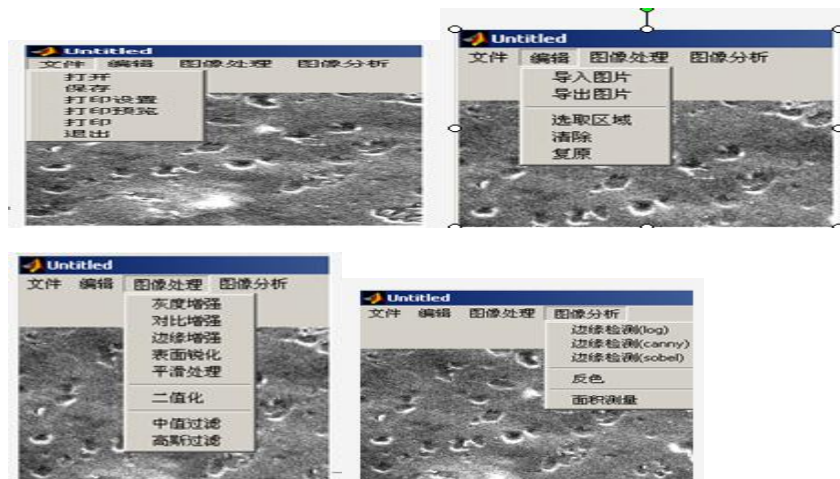 Untitled
文件 编辑 图像处理 图像分析
打开
保存
打印设置
打印预览
打印
退出
Untitled
文件 编辑 图像处理 图像分析
导入图片
导出图片
选取区域
清除
复原
Untitled
文件 编辑 图像处理 图像分析
灰度增强
对比增强
边缘增强
表面锐化
平滑处理
二值化
中值过滤
高斯过滤
Untitled
文件 编辑 图像处理 图像分析
边缘检测(log)
边缘检测(canny)
边缘检测(sobel)
反色
面积测量